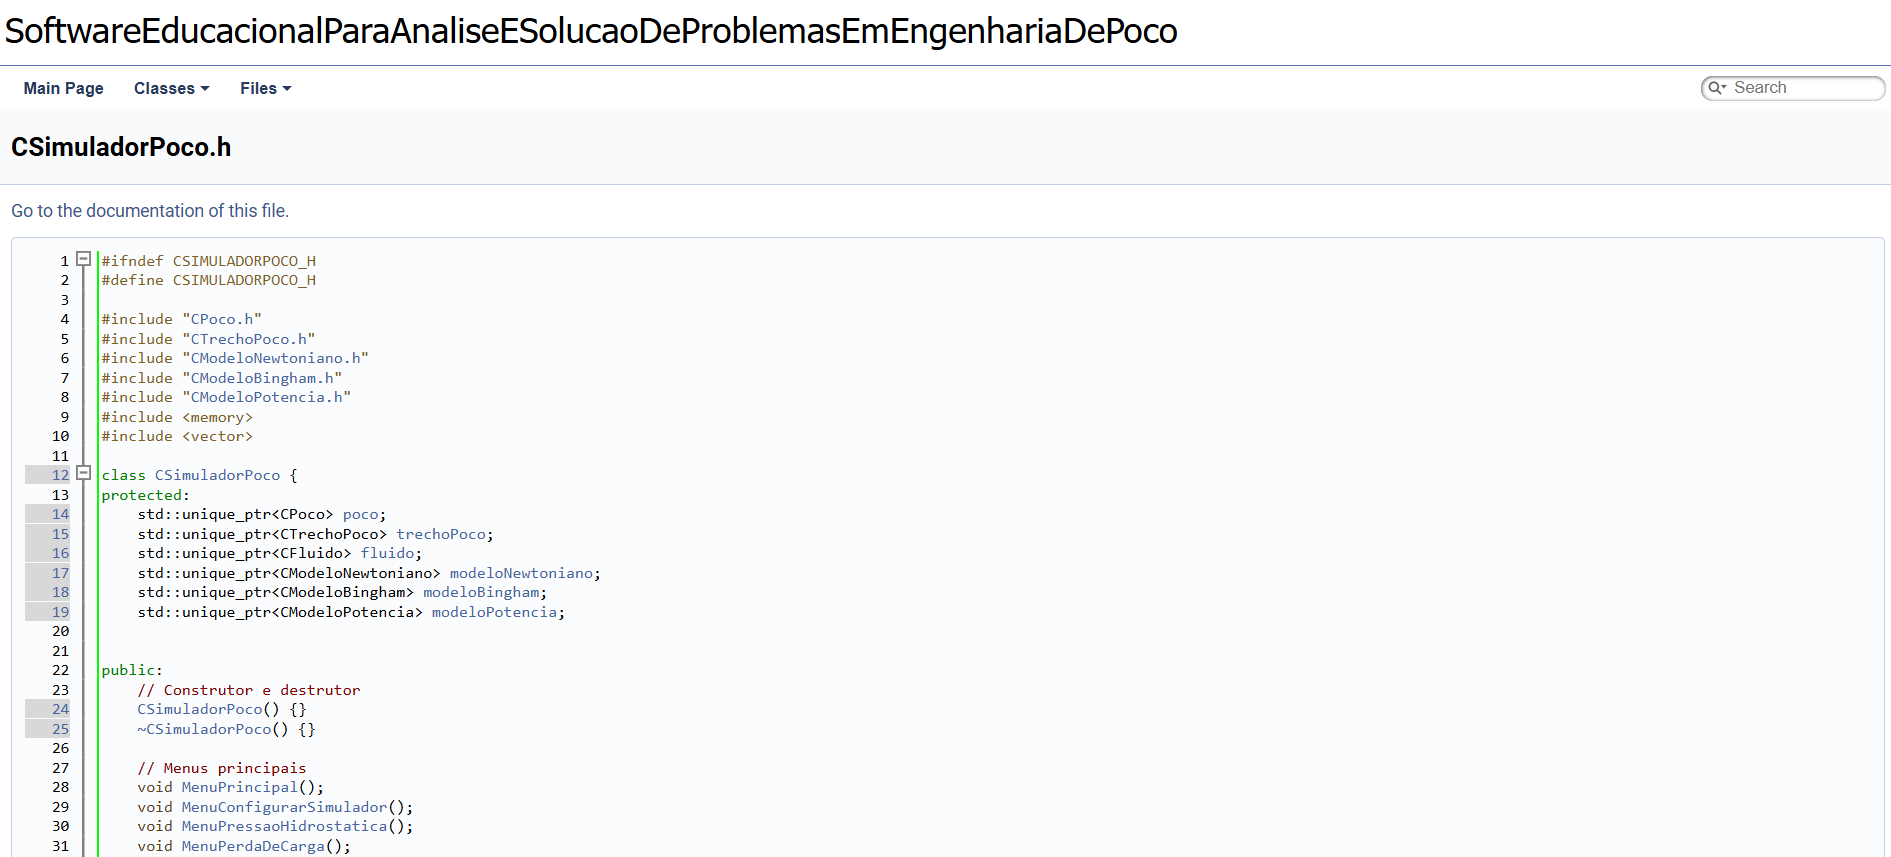 SoftwareEducacionalParaAnaliseESolucaoDeProblemasEmEngenhariaDePoco
Main Page Classes Files Search
CSimuladorPoco.h
Go to the documentation of this file.
1 #ifndef CSIMULADORPOCO_H
2 #define CSIMULADORPOCO_H
3
4 #include "CPoco.h"
5 #include "CTrechoPoco.h"
6 #include "CModeloNewtoniano.h"
7 #include "CModeloBingham.h"
8 #include "CModeloPotencia.h"
9 #include <memory>
10 #include <vector>
11
12 class CSimuladorPoco {
13 protected:
14     std::unique_ptr<CPoco> poco;
15     std::unique_ptr<CTrechoPoco> trechoPoco;
16     std::unique_ptr<CFluido> fluido;
17     std::unique_ptr<CModeloNewtoniano> modeloNewtoniano;
18     std::unique_ptr<CModeloBingham> modeloBingham;
19     std::unique_ptr<CModeloPotencia> modeloPotencia;
20
21
22 public:
23     // Construtor e destrutor
24     CSimuladorPoco() {}
25     ~CSimuladorPoco() {}
26
27     // Menus principais
28     void MenuPrincipal();
29     void MenuConfigurarSimulador();
30     void MenuPressaoHidrostatica();
31     void MenuPerdaDeCarga();